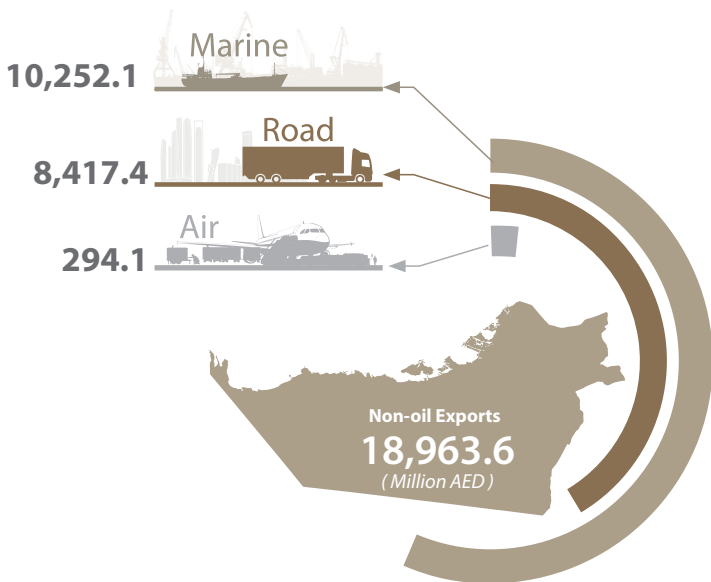 Marine
10,252.1
Road
8,417.4
Air
294.1
Non-oil Exports
18,963.6
( Million AED )